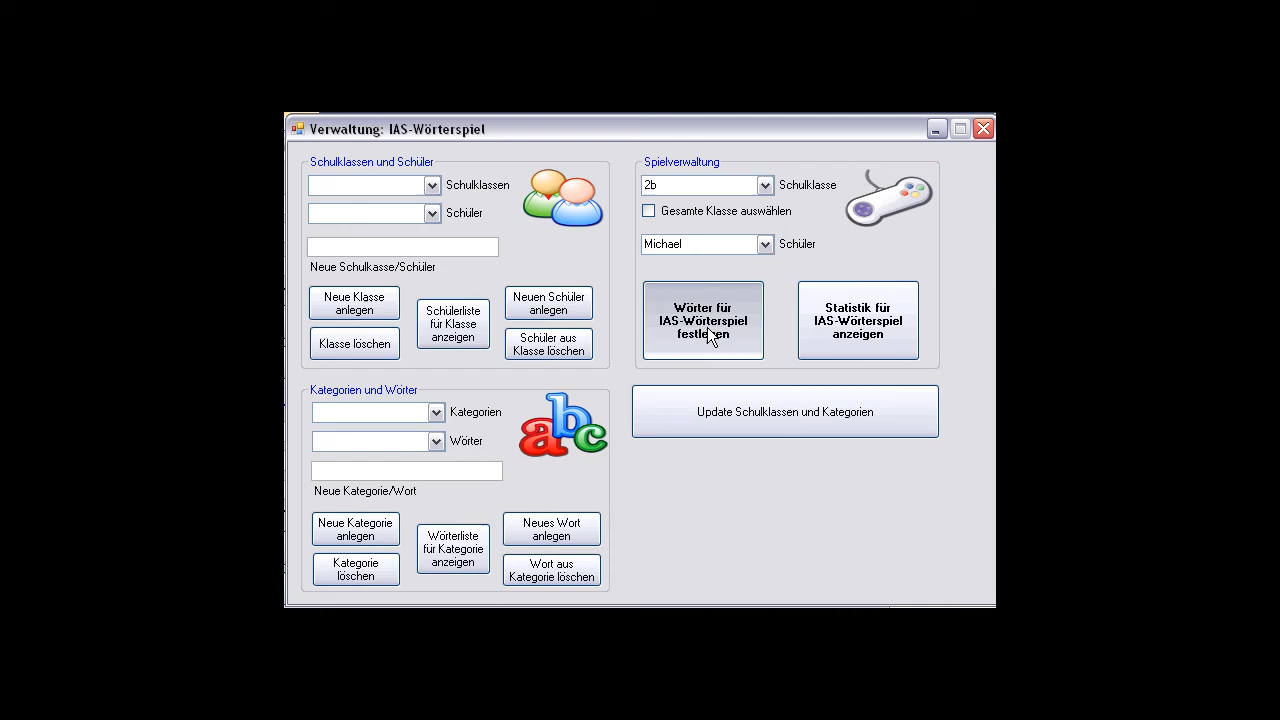 Verwaltung: IAS-Wörterspiel
Schulklassen und Schüler
Schulklassen
Schüler
Neue Schulkasse/Schüler
Neue Klasse
anlegen
Klasse löschen
Schülerliste
für Klasse
anzeigen
Neuen Schüler
anlegen
Schüler aus
Klasse löschen
Kategorien und Wörter
abc
Kategorien
Wörter
Neue Kategorie/Wort
Neue Kategorie
anlegen
Kategorie
löschen
Wörterliste
für Kategorie
anzeigen
Neues Wort
anlegen
Wort aus
Kategorie löschen
Spielverwaltung
2b
Schulklasse
Gesamte Klasse auswählen
Michael
Schüler
Wörter für
IAS-Wörterspiel
festlegen
Statistik für
IAS-Wörterspiel
anzeigen
Update Schulklassen und Kategorien